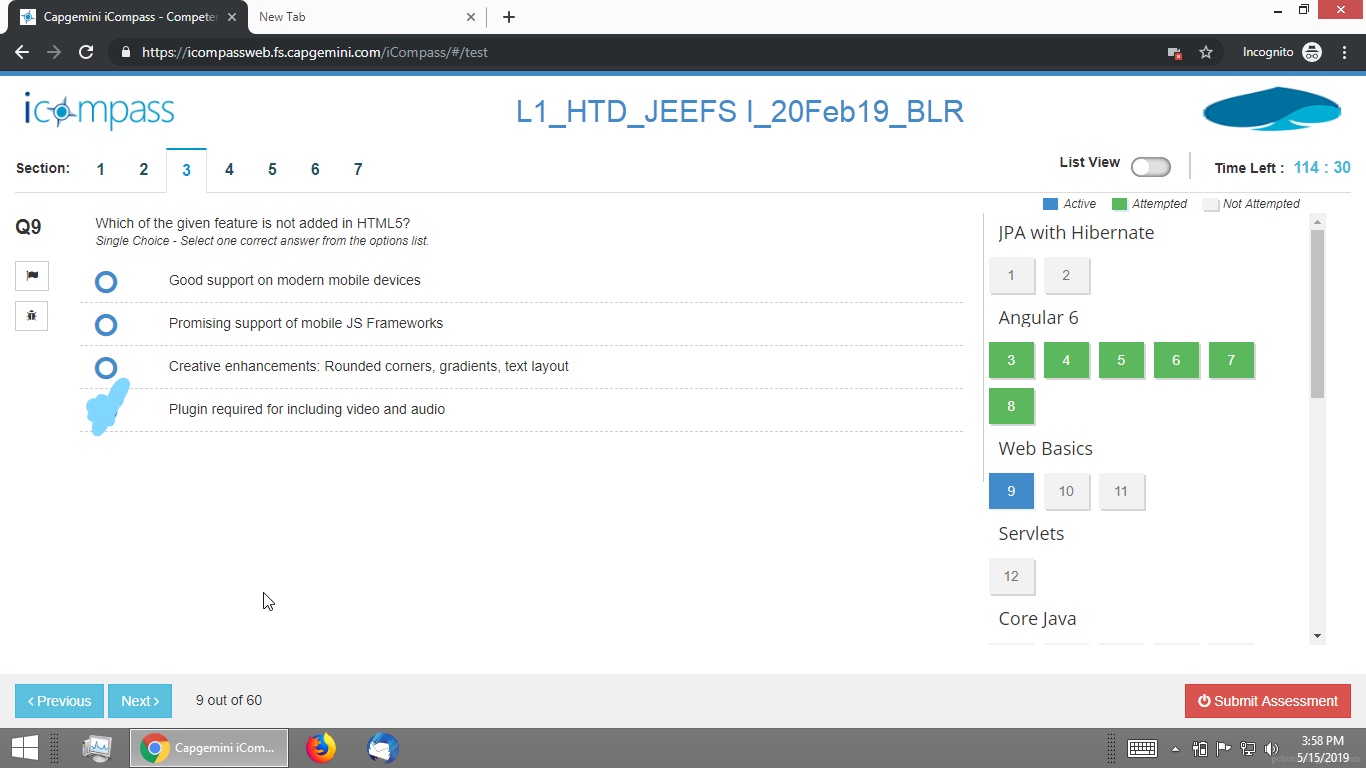 Capgemini iCompass - Competen
New Tab
https://icompassweb.fs.capgemini.com/iCompass/#/test
Incognito
icompass
L1_HTD_JEEFS I_20Feb19_BLR
Section: 1 2 3 4 5 6 7
List View
Time Left : 114 : 30
Active Attempted Not Attempted
Q9
Which of the given feature is not added in HTML5?
Single Choice - Select one correct answer from the options list.
Good support on modern mobile devices
Promising support of mobile JS Frameworks
Creative enhancements: Rounded corners, gradients, text layout
Plugin required for including video and audio
JPA with Hibernate
1 2
Angular 6
3 4 5 6 7
8
Web Basics
9 10 11
Servlets
12
Core Java
Previous
Next
9 out of 60
Submit Assessment
Capgemini iCom...
3:58 PM
5/15/2019